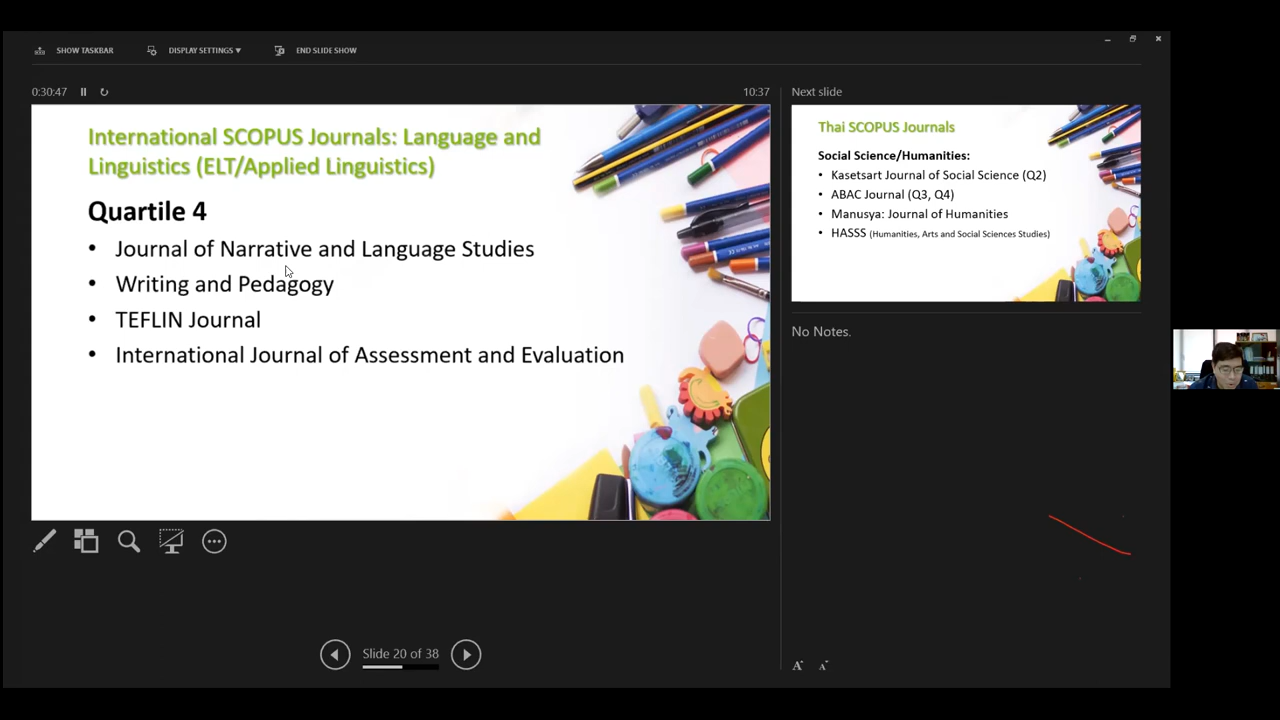 SHOW TASKBAR
DISPLAY SETTINGS ▾
END SLIDE SHOW
0:30:47
10:37
International SCOPUS Journals: Language and
Linguistics (ELT/Applied Linguistics)
Quartile 4
• Journal of Narrative and Language Studies
• Writing and Pedagogy
• TEFLIN Journal
• International Journal of Assessment and Evaluation
Slide 20 of 38
Next slide
Thai SCOPUS Journals
Social Science/Humanities:
• Kasetsart Journal of Social Science (Q2)
• ABAC Journal (Q3, Q4)
• Manusya: Journal of Humanities
• HASSS (Humanities, Arts and Social Sciences Studies)
No Notes.
A A